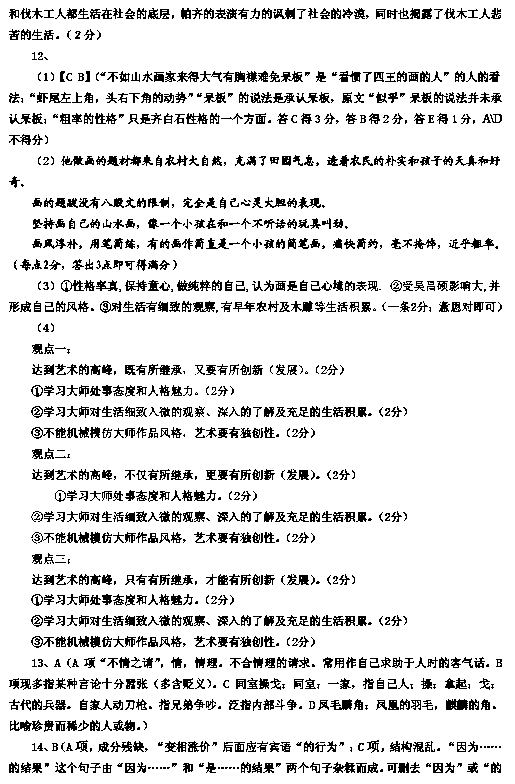 和伐木工人都生活在社会的底层，帕齐的表演有力的讽刺了社会的冷漠，同时也揭露了伐木工人悲
苦的生活。（2分）
12、
（1）【C B】（“不如山水画家来得大气有胸襟难免呆板”是“看惯了四王的画的人”的人的看
法；“虾尾左上角，头右下角的动势”“呆板”的说法是承认呆板，原文“似乎”呆板的说法并未承
认呆板；“粗率的性格”只是齐白石性格的一个方面。答C得3分，答B得2分，答E得1分，A\D
不得分）
（2）他做画的题材都来自农村大自然，充满了田园气息，透着农民的朴实和孩子的天真和好
奇。
画的题跋没有八股文的限制，完全是自己心灵大胆的表现。
坚持画自己的山水画，像一个小孩在和一个不听话的玩具叫劲。
画风淳朴，用笔简练，有的画作简直是一个小孩的简笔画，痛快简约，毫不掩饰，近乎粗率。
（每点2分，答出3点即可得满分）
（3）①性格率真,保持童心,做纯粹的自己,认为画是自己心境的表现. ②受吴昌硕影响大,并
形成自己的风格。③对生活有细致的观察,有早年农村及木雕等生活积累。（一条2分；意思对即可）
（4）
观点一：
达到艺术的高峰，既有所继承，又要有所创新（发展）。（2分）
①学习大师处事态度和人格魅力。（2分）
②学习大师对生活细致入微的观察、深入的了解及充足的生活积累。（2分）
③不能机械模仿大师作品风格，艺术要有独创性。（2分）
观点二：
达到艺术的高峰，不仅有所继承，更要有所创新（发展）。（2分）
①学习大师处事态度和人格魅力。（2分）
②学习大师对生活细致入微的观察、深入的了解及充足的生活积累。（2分）
③不能机械模仿大师作品风格，艺术要有独创性。（2分）
观点三：
达到艺术的高峰，只有有所继承，才能有所创新（发展）。（2分）
①学习大师处事态度和人格魅力。（2分）
②学习大师对生活细致入微的观察、深入的了解及充足的生活积累。（2分）
③不能机械模仿大师作品风格，艺术要有独创性。（2分）
13、A（A 项“不情之请”，情，情理。不合情理的请求。常用作自己求助于人时的客气话。B
项现多指某种言论十分嚣张（多含贬义）。C 同室操戈：同室：一家，指自己人；操：拿起；戈：
古代的兵器。自家人动刀枪。指兄弟争吵。泛指内部斗争。D凤毛麟角：凤凰的羽毛，麒麟的角。
比喻珍贵而稀少的人或物。）
14、B（A项，成分残缺，“变相涨价”后面应有宾语“的行为”；C项，结构混乱。“因为……
的结果”这个句子由“因为……”和“是……的结果”两个句子杂糅而成。可删去“因为”或“的